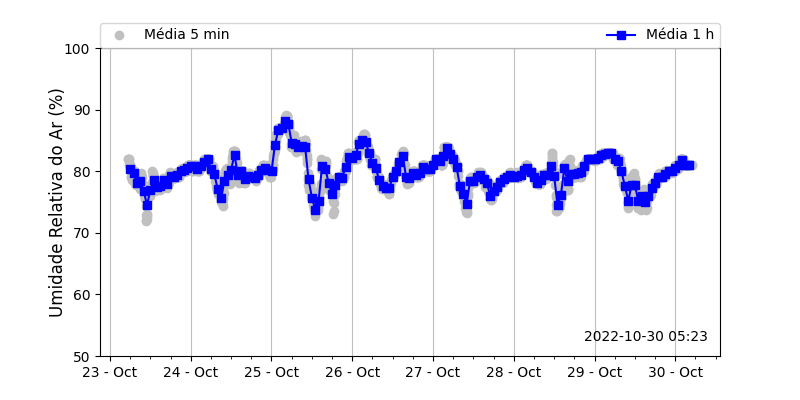 Média 5 min
Média 1 h
Umidade Relativa do Ar (%)
100
90
80
70
60
50
2022-10-30 05:23
23 - Oct
24 - Oct
25 - Oct
26 - Oct
27 - Oct
28 - Oct
29 - Oct
30 - Oct